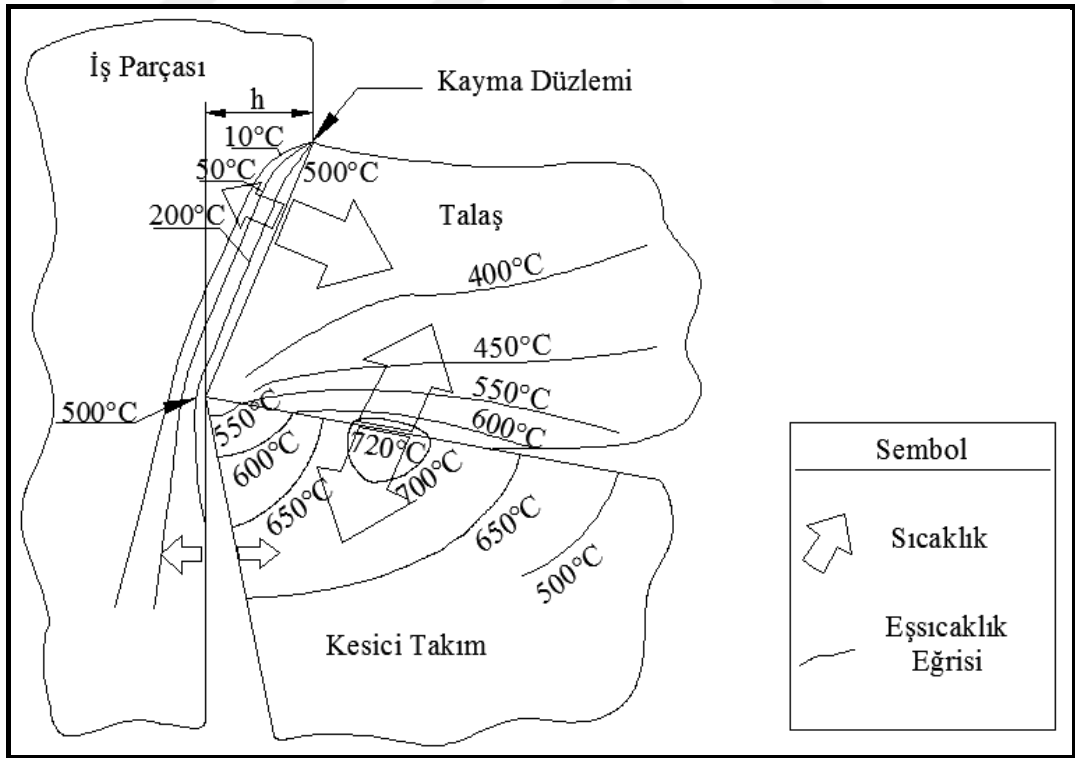 İş Parçası
Kayma Düzlemi
h
10°C
50°C
500°C
200°C
Talaş
400°C
450°C
500°C
550°C
550°C
600°C
600°C
720°C
700°C
650°C
650°C
500°C
Kesici Takım
Sembol
Sıcaklık
Eşsıcaklık
Eğrisi